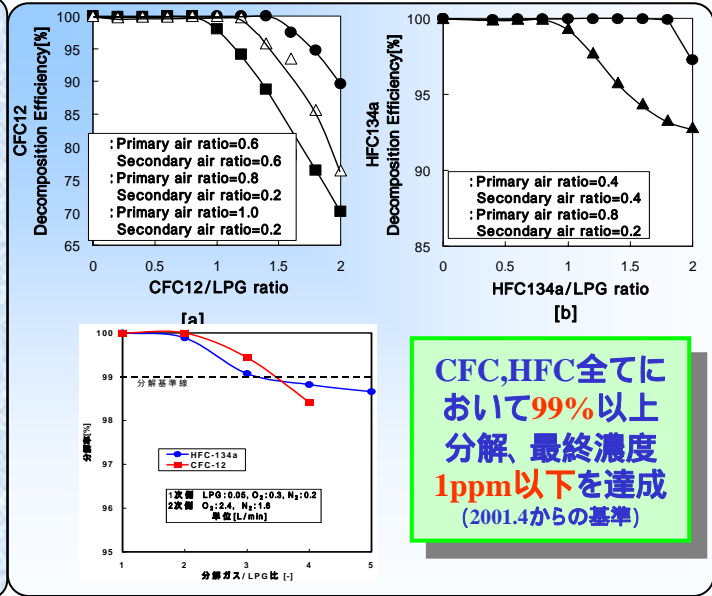 CFC12
Decomposition Efficiency[%]
100
95
90
85
80
75
70
65
:Primary air ratio=0.6
Secondary air ratio=0.6
:Primary air ratio=0.8
Secondary air ratio=0.2
:Primary air ratio=1.0
Secondary air ratio=0.2
0 0.5 1 1.5 2
CFC12/LPG ratio
[a]
HFC134a
Decomposition Efficiency[%]
100
95
90
85
:Primary air ratio=0.4
Secondary air ratio=0.4
:Primary air ratio=0.8
Secondary air ratio=0.2
0 0.5 1 1.5 2
HFC134a/LPG ratio
[b]
分解率[%]
100
99
98
97
96
95
分解基準線
HFC-134a
CFC-12
1次側 LPG:0.05, O₂:0.3, N₂:0.2
2次側 O₂:2.4, N₂:1.6
単位[L/min]
1 2 3 4 5
分解ガス/LPG比 [-]
CFC,HFC全てに
おいて99%以上
分解、最終濃度
1ppm以下を達成
(2001.4からの基準)